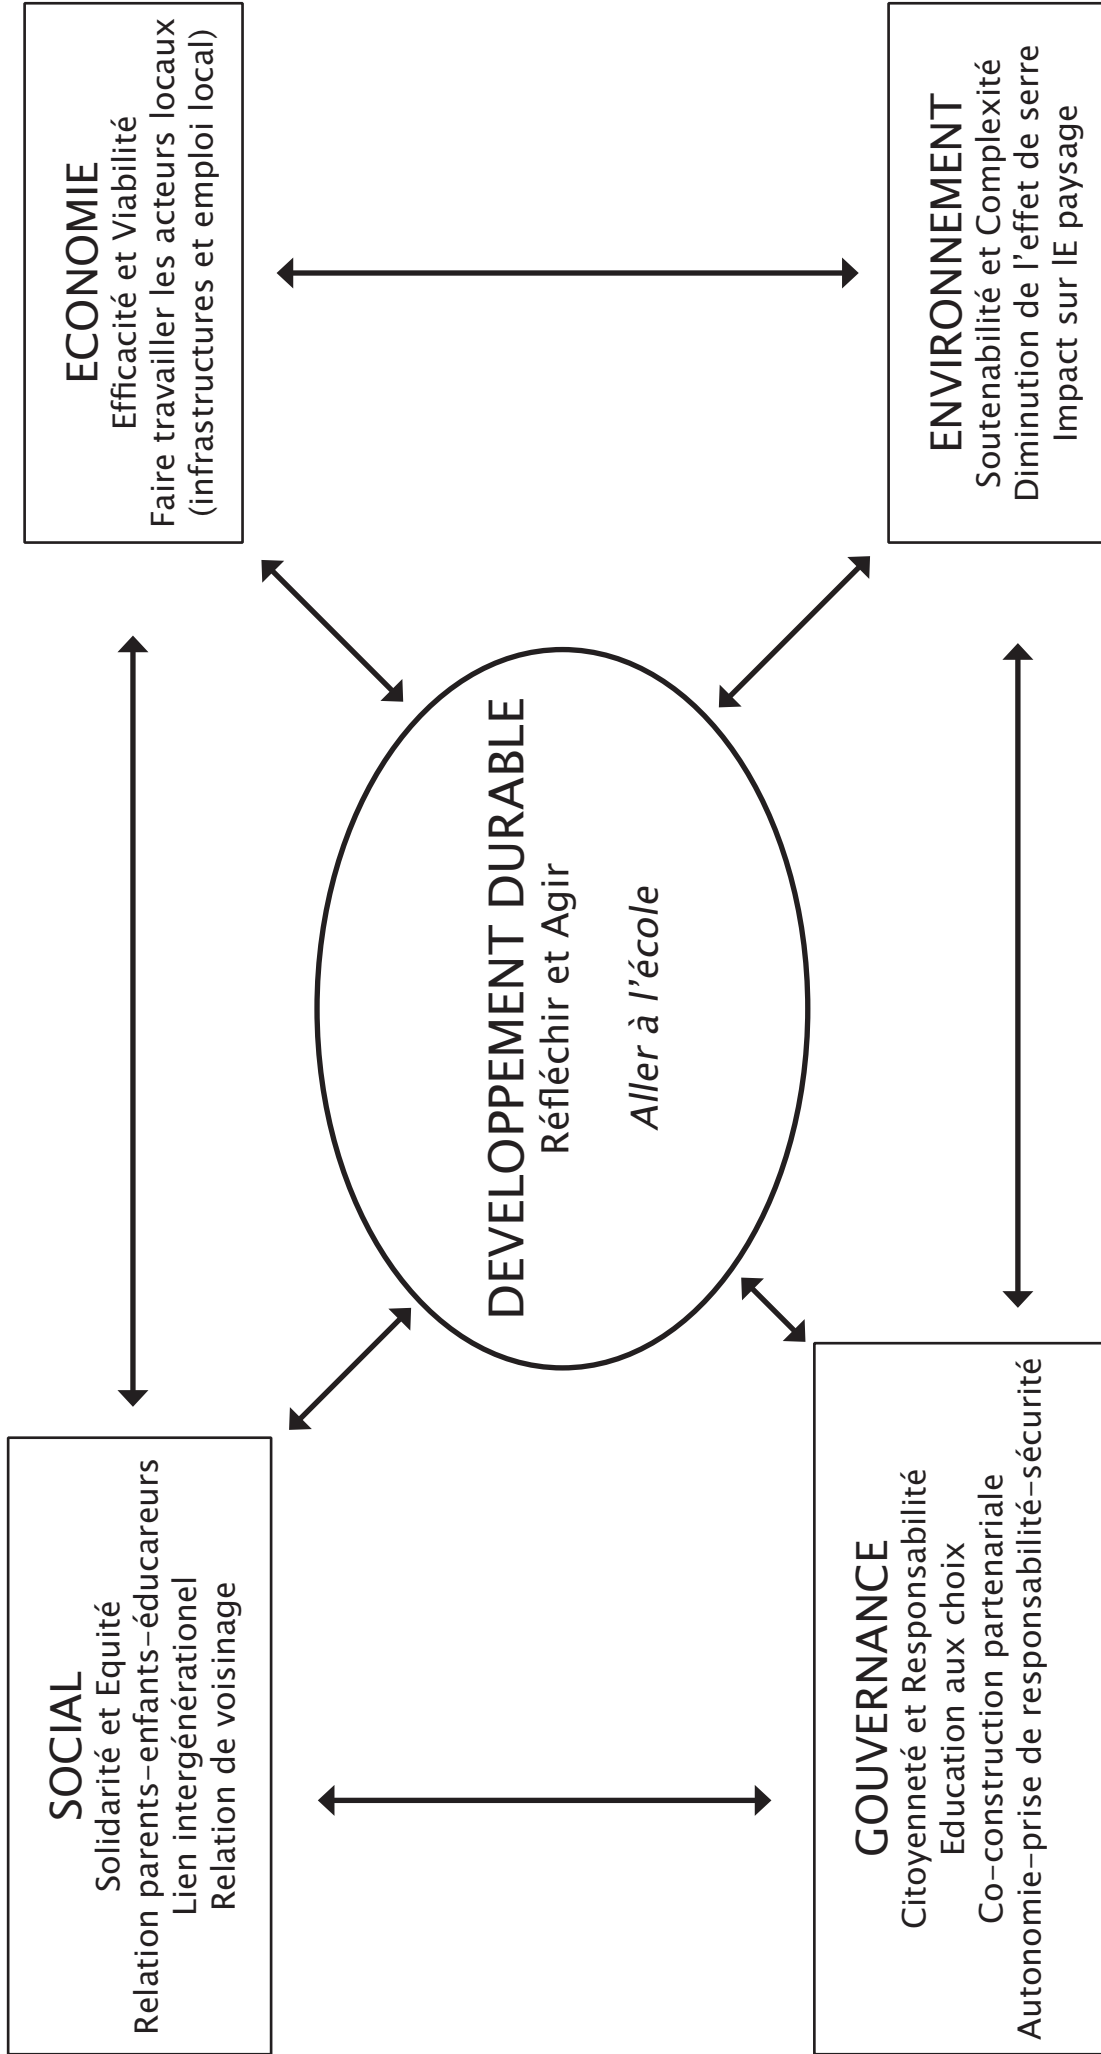 SOCIAL
Solidarité et Equité
Relation parents-enfants-éducareurs
Lien intergénérationel
Relation de voisinage
ECONOMIE
Efficacité et Viabilité
Faire travailler les acteurs locaux
(infrastructures et emploi local)
DEVELOPPEMENT DURABLE
Réfléchir et Agir
Aller à l'école
GOUVERNANCE
Citoyenneté et Responsabilité
Education aux choix
Co-construction partenariale
Autonomie-prise de responsabilité-sécurité
ENVIRONNEMENT
Soutenabilité et Complexité
Diminution de l'effet de serre
Impact sur lE paysage